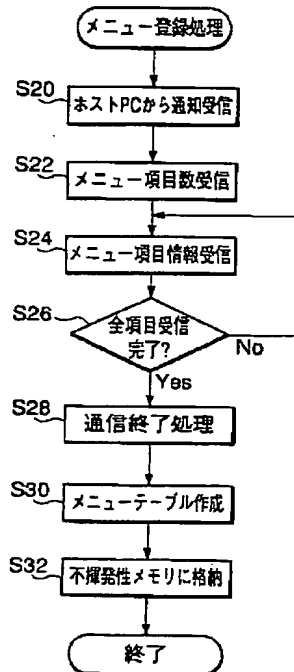 メニュー登録処理
S20
ホストPCから通知受信
S22
メニュー項目数受信
S24
メニュー項目情報受信
S26
全項目受信
完了?
No
Yes
S28
通信終了処理
S30
メニューテーブル作成
S32
不揮発性メモリに格納
終了